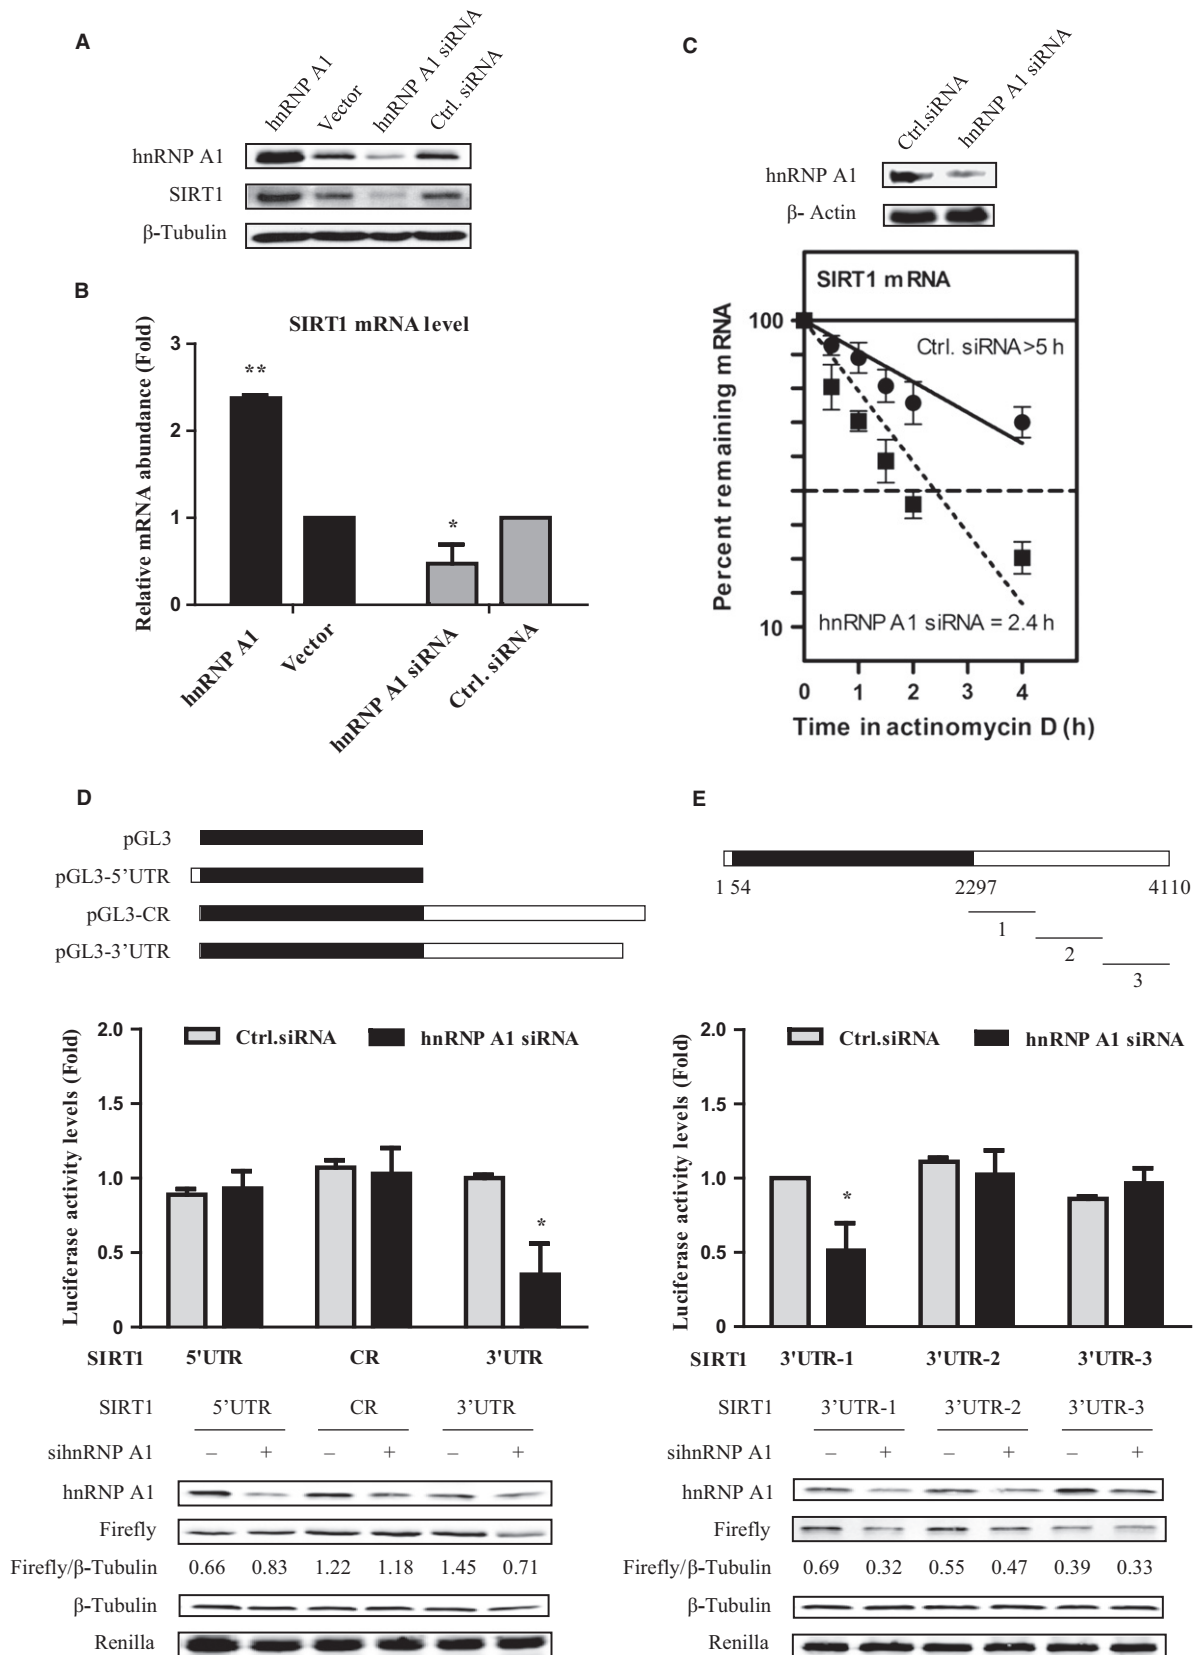 A
hnRNP A1
Vector
hnRNP A1 siRNA
Ctrl. siRNA
hnRNP A1
SIRT1
β-Tubulin
B
SIRT1 mRNA level
Relative mRNA abundance (Fold)
3
2
1
0
**
*
hnRNP A1
Vector
hnRNP A1 siRNA
Ctrl. siRNA
C
Ctrl.siRNA
hnRNP A1 siRNA
hnRNP A1
β- Actin
SIRT1 mRNA
Percent remaining mRNA
100
10
Ctrl. siRNA>5 h
hnRNP A1 siRNA = 2.4 h
0 1 2 3 4
Time in actinomycin D (h)
D
pGL3
pGL3-5’UTR
pGL3-CR
pGL3-3’UTR
Luciferase activity levels (Fold)
2.0
1.5
1.0
0.5
0
Ctrl.siRNA hnRNP A1 siRNA
*
SIRT1 5'UTR CR 3'UTR
SIRT1 5’UTR CR 3’UTR
sihnRNP A1 – + – + – +
hnRNP A1
Firefly
Firefly/β-Tubulin 0.66 0.83 1.22 1.18 1.45 0.71
β-Tubulin
Renilla
E
1 54 2297 4110
1
2
3
Luciferase activity levels (Fold)
2.0
1.5
1.0
0.5
0
Ctrl.siRNA hnRNP A1 siRNA
*
SIRT1 3'UTR-1 3'UTR-2 3'UTR-3
SIRT1 3’UTR-1 3’UTR-2 3’UTR-3
sihnRNP A1 – + – + – +
hnRNP A1
Firefly
Firefly/β-Tubulin 0.69 0.32 0.55 0.47 0.39 0.33
β-Tubulin
Renilla